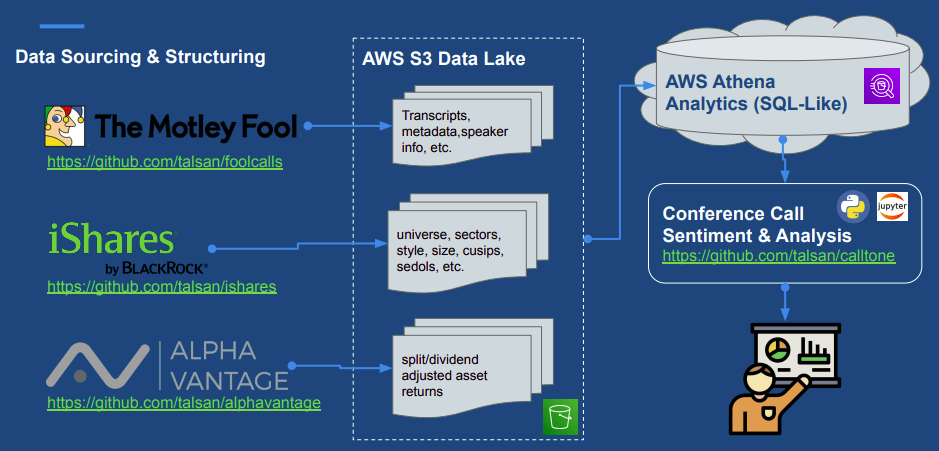 Data Sourcing & Structuring
The Motley Fool
https://github.com/talsan/foolcalls
iShares®
by BLACKROCK®
https://github.com/talsan/ishares
ALPHA
VANTAGE
https://github.com/talsan/alphavantage
AWS S3 Data Lake
Transcripts,
metadata,speaker
info, etc.
universe, sectors,
style, size, cusips,
sedols, etc.
split/dividend
adjusted asset
returns
AWS Athena
Analytics (SQL-Like)
jupyter
Conference Call
Sentiment & Analysis
https://github.com/talsan/calltone